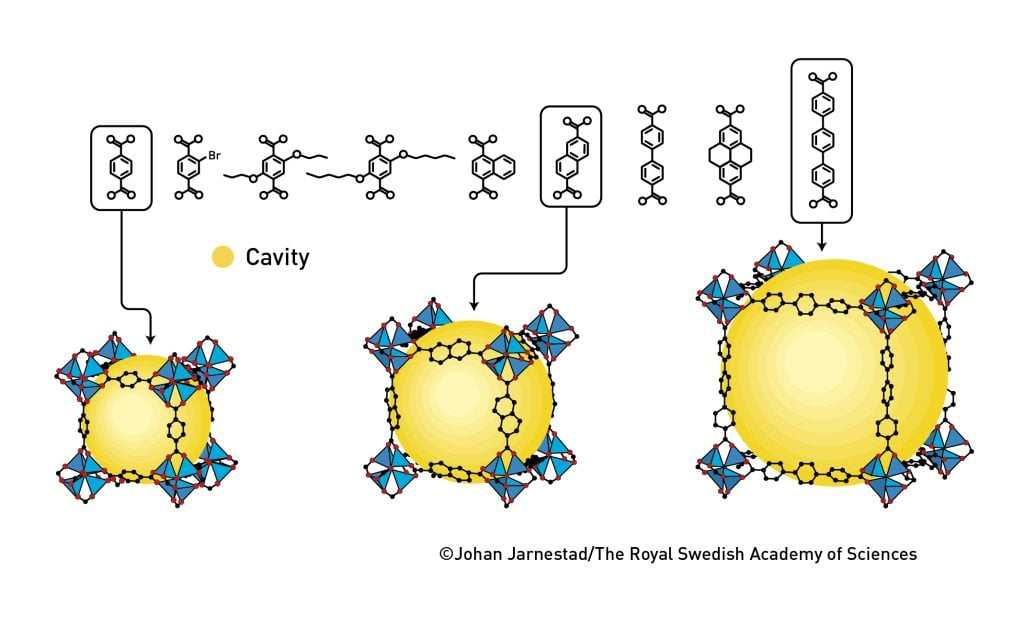 Br
Cavity
©Johan Jarnestad/The Royal Swedish Academy of Sciences